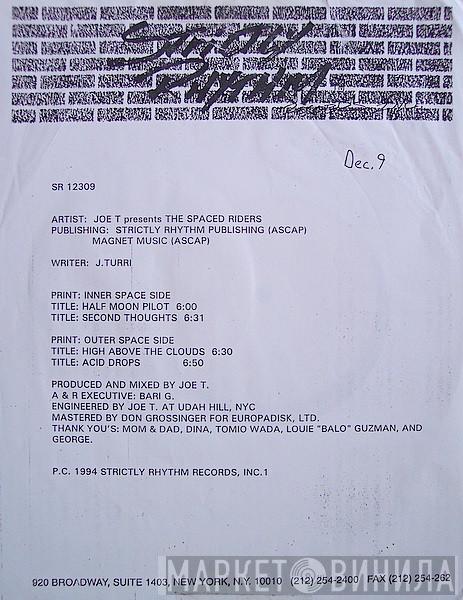 STRICTLY
RHYTHM
Dec. 9
SR 12309
ARTIST: JOE T presents THE SPACED RIDERS
PUBLISHING: STRICTLY RHYTHM PUBLISHING (ASCAP)
MAGNET MUSIC (ASCAP)
WRITER: J.TURRI
PRINT: INNER SPACE SIDE
TITLE: HALF MOON PILOT 6:00
TITLE: SECOND THOUGHTS 6:31
PRINT: OUTER SPACE SIDE
TITLE: HIGH ABOVE THE CLOUDS 6:30
TITLE: ACID DROPS 6:50
PRODUCED AND MIXED BY JOE T.
A & R EXECUTIVE: BARI G.
ENGINEERED BY JOE T. AT UDAH HILL, NYC
MASTERED BY DON GROSSINGER FOR EUROPADISK, LTD.
THANK YOU'S: MOM & DAD, DINA, TOMIO WADA, LOUIE "BALO" GUZMAN, AND
GEORGE.
P.C. 1994 STRICTLY RHYTHM RECORDS, INC.1
МАРКЕТ ВИНИЛА
920 BROADWAY, SUITE 1403, NEW YORK, N.Y. 10010 (212) 254-2400 FAX (212) 254-262